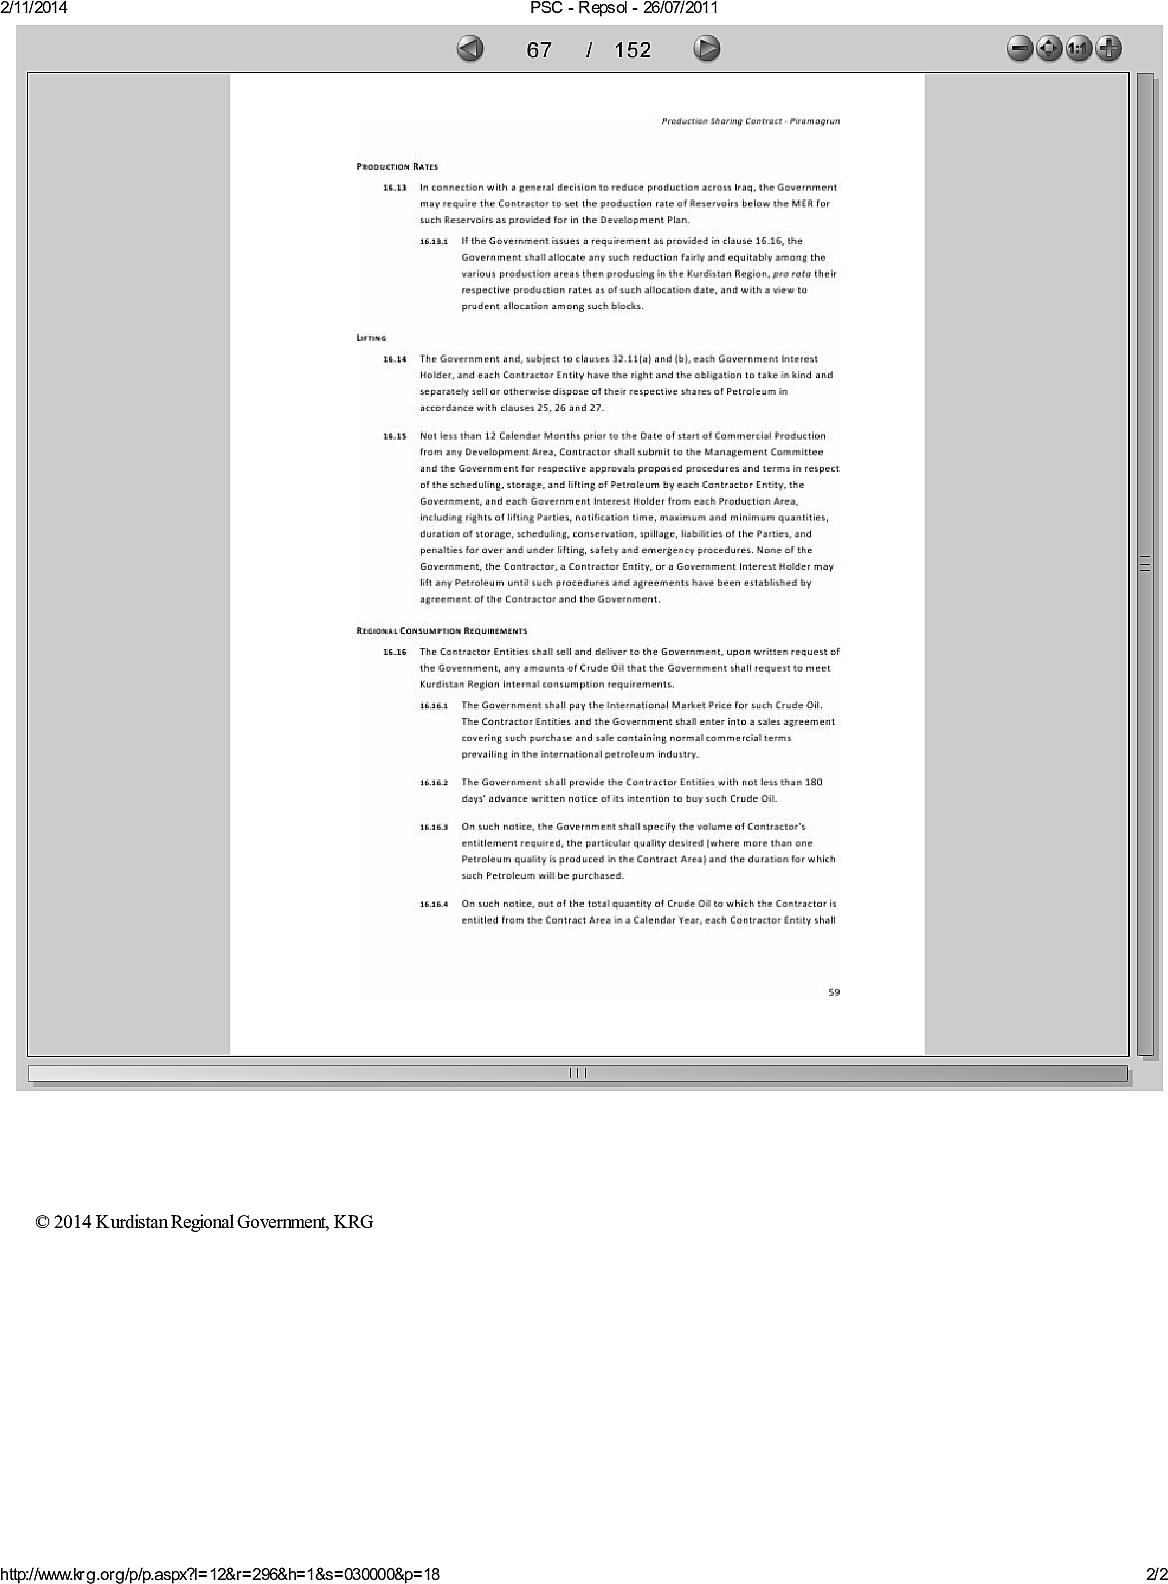 2/11/2014
PSC - Repsol - 26/07/2011
67 / 152
1:1
Production Sharing Contract - Piramagrun
PRODUCTION RATES
16.13 In connection with a general decision to reduce production across Iraq, the Government
may require the Contractor to set the production rate of Reservoirs below the MER for
such Reservoirs as provided for in the Development Plan.
16.13.1 If the Government issues a requirement as provided in clause 16.16, the
Government shall allocate any such reduction fairly and equitably among the
various production areas then producing in the Kurdistan Region, pro rata their
respective production rates as of such allocation date, and with a view to
prudent allocation among such blocks.
LIFTING
16.14 The Government and, subject to clauses 32.11(a) and (b), each Government Interest
Holder, and each Contractor Entity have the right and the obligation to take in kind and
separately sell or otherwise dispose of their respective shares of Petroleum in
accordance with clauses 25, 26 and 27.
16.15 Not less than 12 Calendar Months prior to the Date of start of Commercial Production
from any Development Area, Contractor shall submit to the Management Committee
and the Government for respective approvals proposed procedures and terms in respect
of the scheduling, storage, and lifting of Petroleum by each Contractor Entity, the
Government, and each Government Interest Holder from each Production Area,
including rights of lifting Parties, notification time, maximum and minimum quantities,
duration of storage, scheduling, conservation, spillage, liabilities of the Parties, and
penalties for over and under lifting, safety and emergency procedures. None of the
Government, the Contractor, a Contractor Entity, or a Government Interest Holder may
lift any Petroleum until such procedures and agreements have been established by
agreement of the Contractor and the Government.
REGIONAL CONSUMPTION REQUIREMENTS
16.16 The Contractor Entities shall sell and deliver to the Government, upon written request of
the Government, any amounts of Crude Oil that the Government shall request to meet
Kurdistan Region internal consumption requirements.
16.16.1 The Government shall pay the International Market Price for such Crude Oil.
The Contractor Entities and the Government shall enter into a sales agreement
covering such purchase and sale containing normal commercial terms
prevailing in the international petroleum industry.
16.16.2 The Government shall provide the Contractor Entities with not less than 180
days' advance written notice of its intention to buy such Crude Oil.
16.16.3 On such notice, the Government shall specify the volume of Contractor's
entitlement required, the particular quality desired (where more than one
Petroleum quality is produced in the Contract Area) and the duration for which
such Petroleum will be purchased.
16.16.4 On such notice, out of the total quantity of Crude Oil to which the Contractor is
entitled from the Contract Area in a Calendar Year, each Contractor Entity shall
59
© 2014 Kurdistan Regional Government, KRG
http://www.krg.org/p/p.aspx?l=12&r=296&h=1&s=030000&p=18
2/2